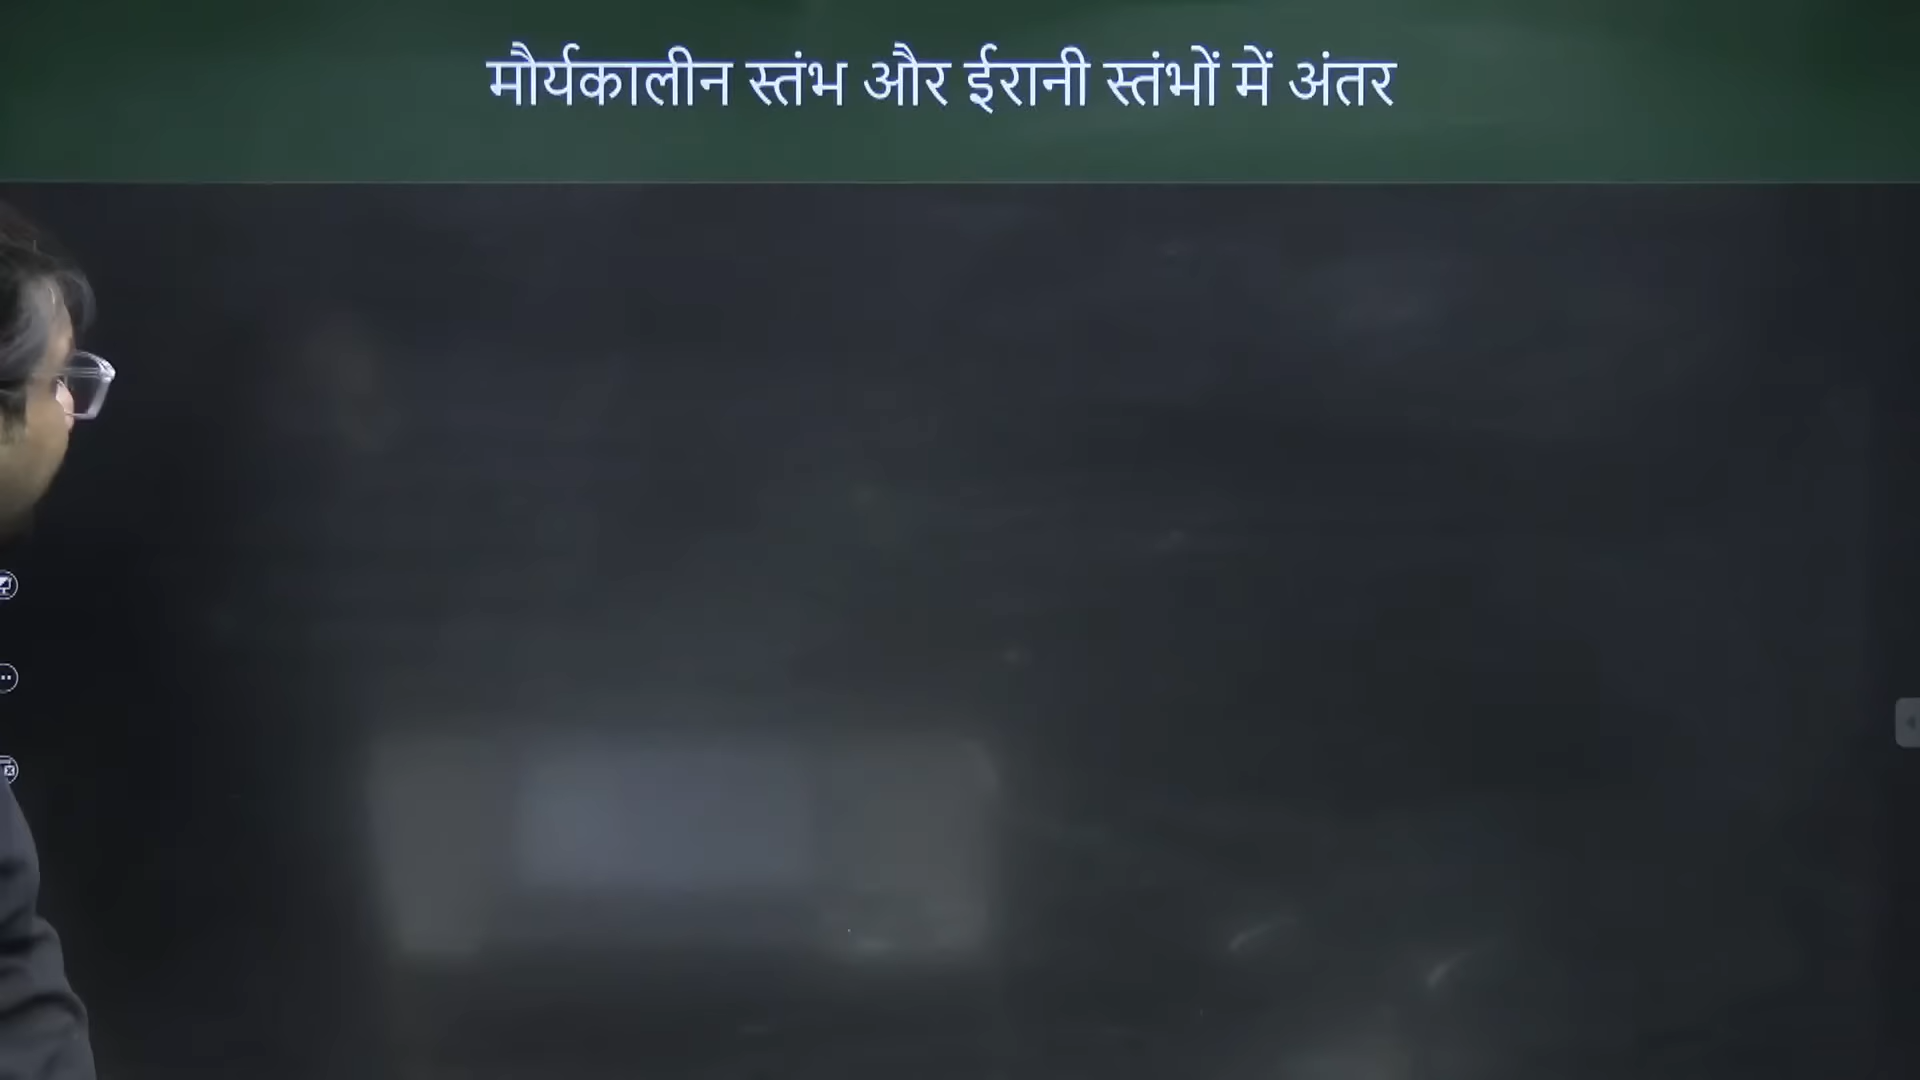 मौर्यकालीन स्तंभ और ईरानी स्तंभों में अंतर